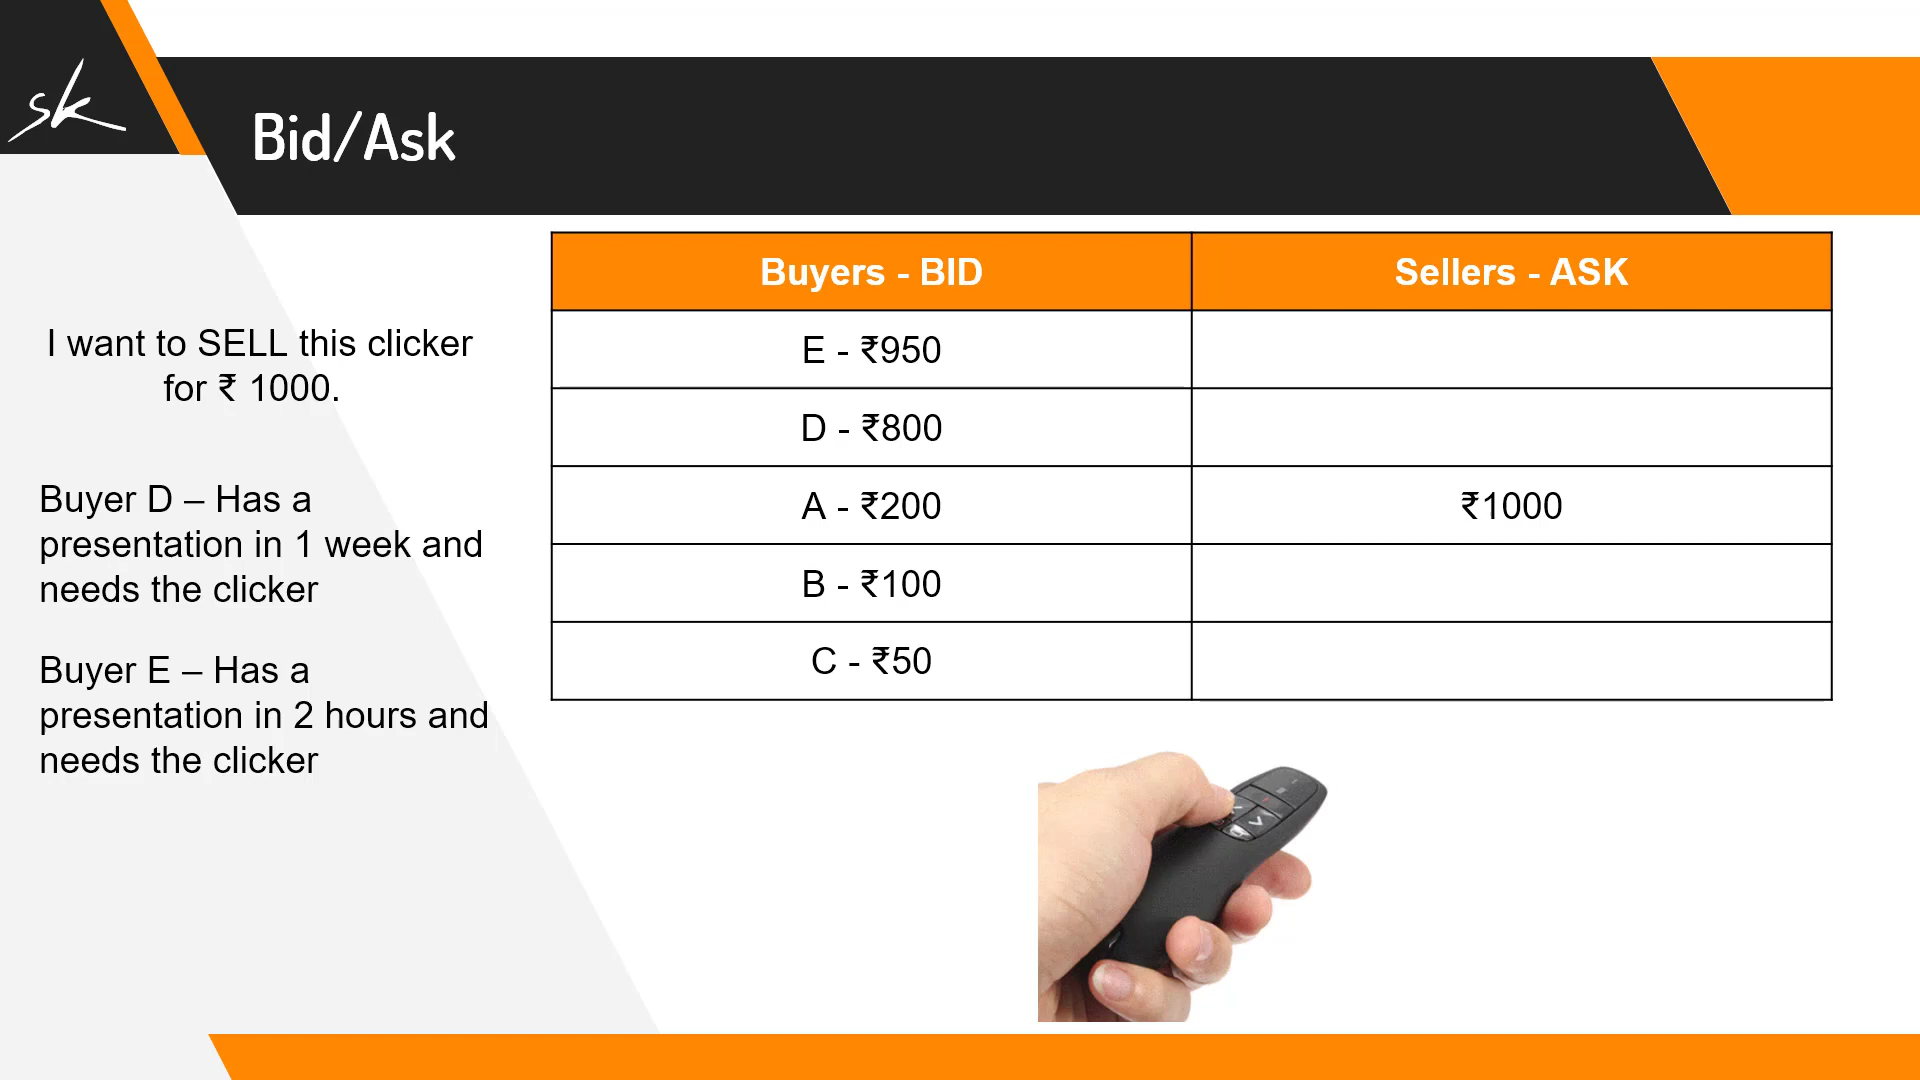 sk
Bid/Ask
I want to SELL this clicker
for ₹ 1000.
Buyer D – Has a
presentation in 1 week and
needs the clicker
Buyer E – Has a
presentation in 2 hours and
needs the clicker
Buyers - BID
Sellers - ASK
E - ₹950
D - ₹800
A - ₹200
₹1000
B - ₹100
C - ₹50